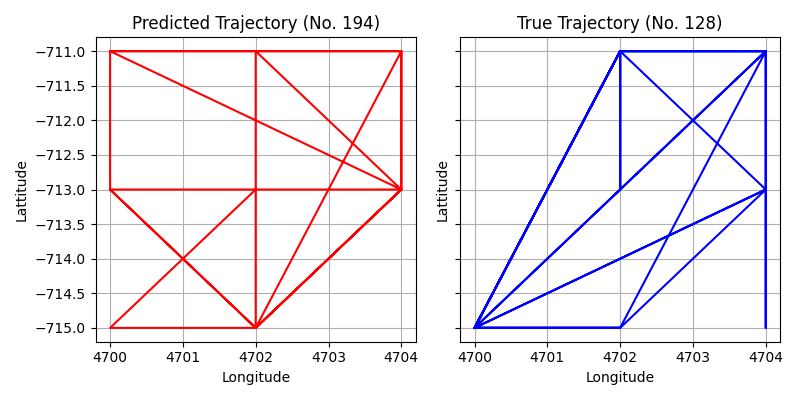 Predicted Trajectory (No. 194)
True Trajectory (No. 128)
Lattitude
−711.0
−711.5
−712.0
−712.5
−713.0
−713.5
−714.0
−714.5
−715.0
4700 4701 4702 4703 4704
Longitude
Lattitude
4700 4701 4702 4703 4704
Longitude